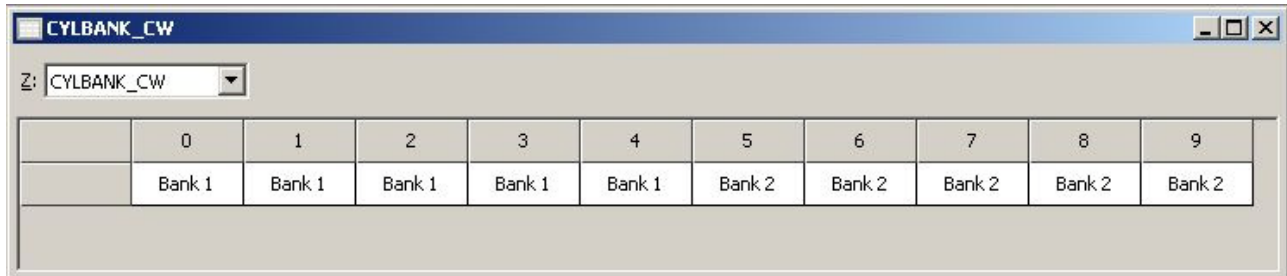 CYLBANK_CW
Z: CYLBANK_CW
0 1 2 3 4 5 6 7 8 9
Bank 1 Bank 1 Bank 1 Bank 1 Bank 1 Bank 2 Bank 2 Bank 2 Bank 2 Bank 2